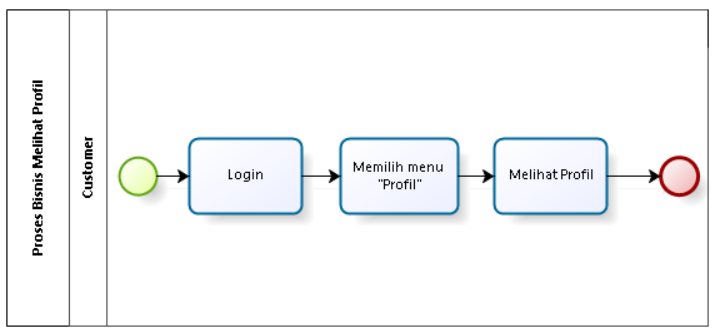 Proses Bisnis Melihat Profil
Customer
Login
Memilih menu
"Profil"
Melihat Profil